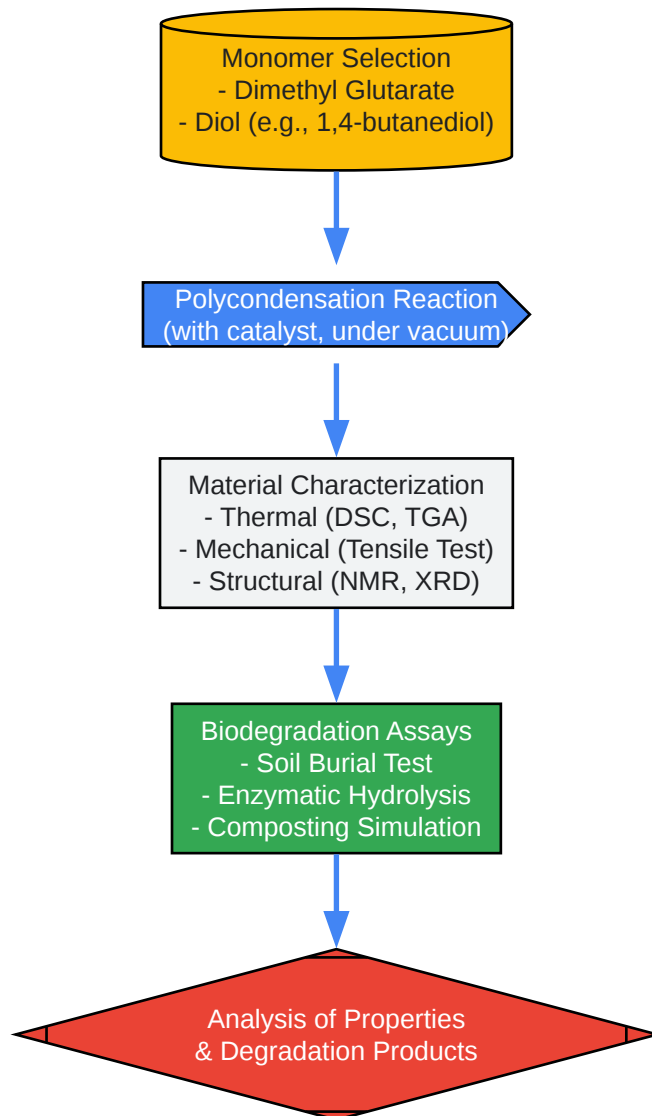 Monomer Selection
- Dimethyl Glutarate
- Diol (e.g., 1,4-butanediol)
Polycondensation Reaction
(with catalyst, under vacuum)
Material Characterization
- Thermal (DSC, TGA)
- Mechanical (Tensile Test)
- Structural (NMR, XRD)
Biodegradation Assays
- Soil Burial Test
- Enzymatic Hydrolysis
- Composting Simulation
Analysis of Properties
& Degradation Products